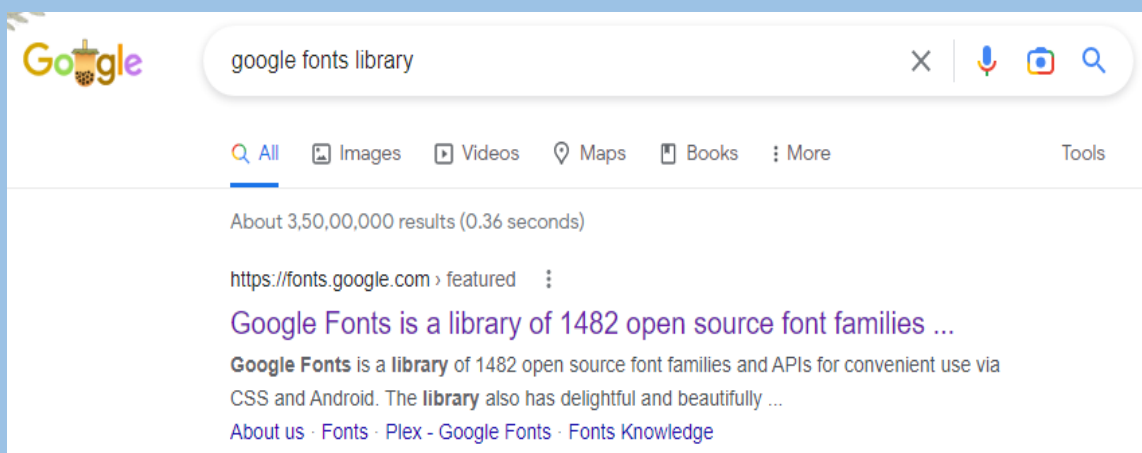 Google
google fonts library
All Images Videos Maps Books More Tools
About 3,50,00,000 results (0.36 seconds)
https://fonts.google.com › featured
Google Fonts is a library of 1482 open source font families ...
Google Fonts is a library of 1482 open source font families and APIs for convenient use via
CSS and Android. The library also has delightful and beautifully ...
About us · Fonts · Plex - Google Fonts · Fonts Knowledge